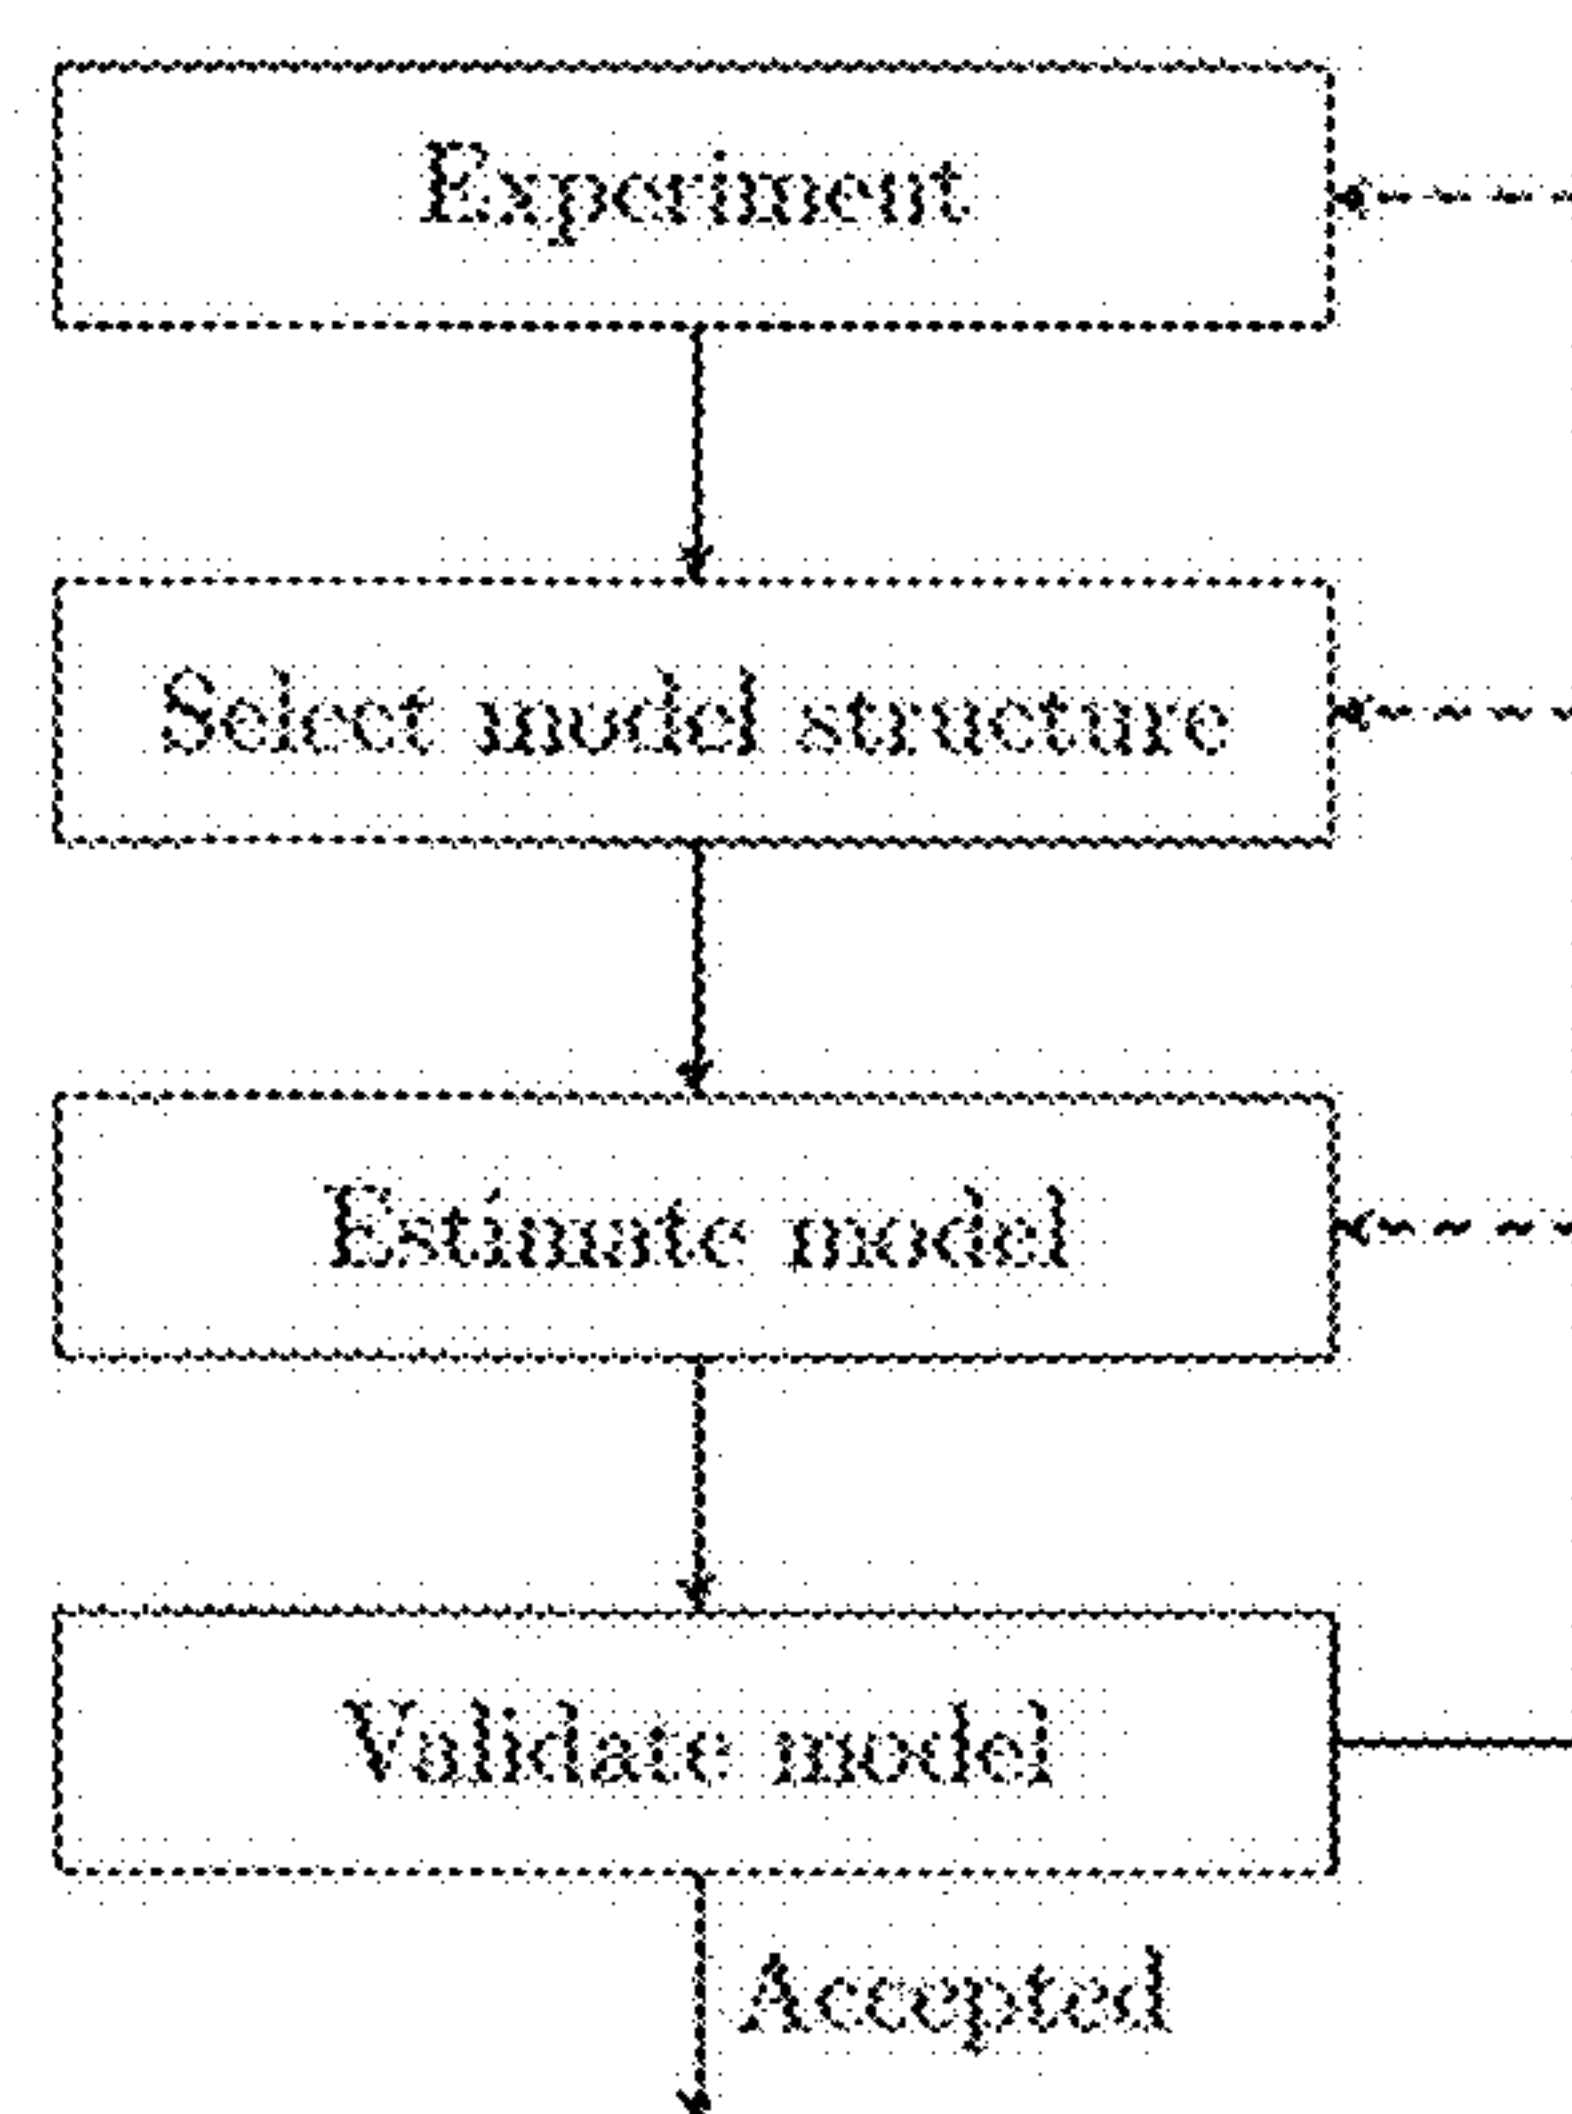 Experiment
Select model structure
Estimate model
Validate model
Accepted